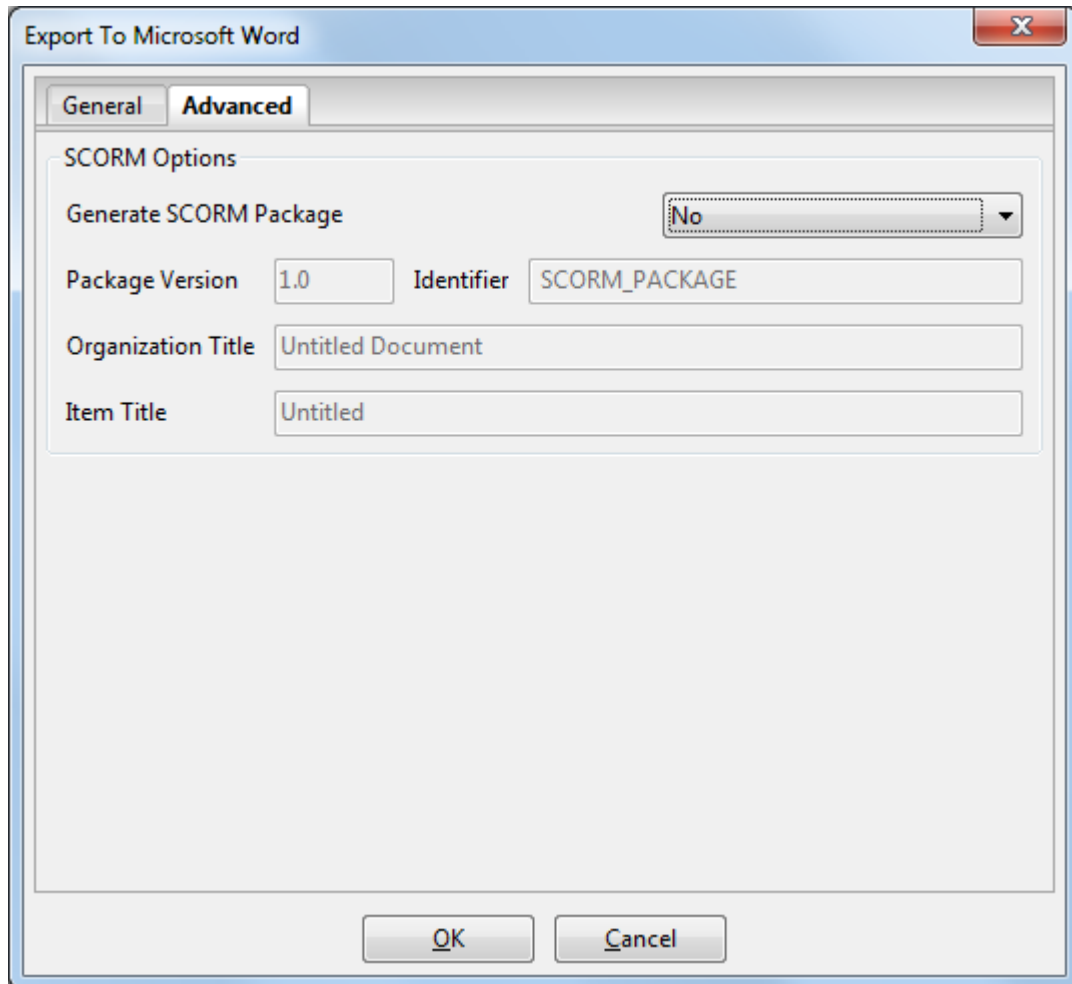 Export To Microsoft Word
General Advanced
SCORM Options
Generate SCORM Package No
Package Version 1.0 Identifier SCORM_PACKAGE
Organization Title Untitled Document
Item Title Untitled
OK Cancel